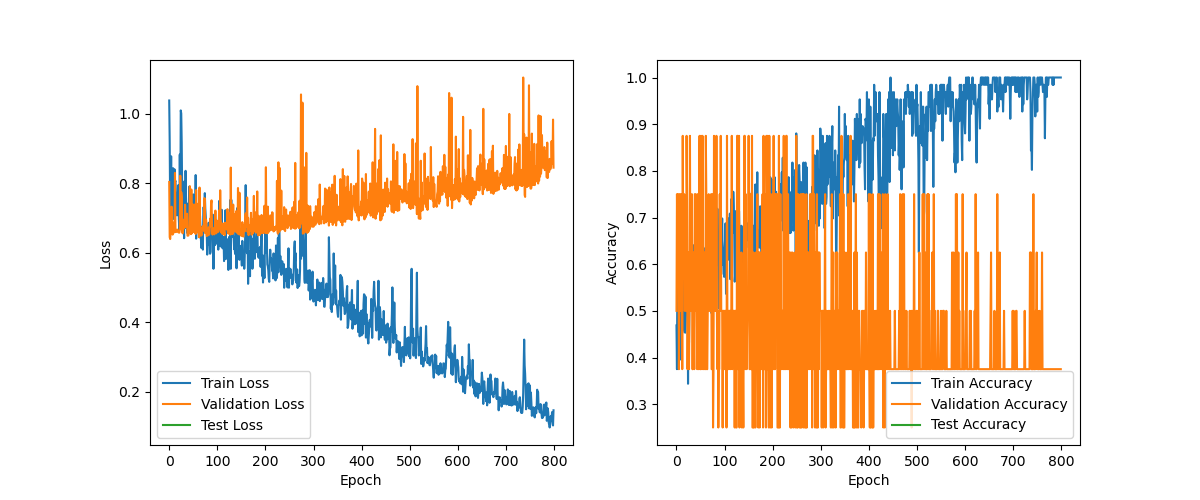 Loss
1.0
0.8
0.6
0.4
0.2
0 100 200 300 400 500 600 700 800
Epoch
Train Loss
Validation Loss
Test Loss
Accuracy
1.0
0.9
0.8
0.7
0.6
0.5
0.4
0.3
0 100 200 300 400 500 600 700 800
Epoch
Train Accuracy
Validation Accuracy
Test Accuracy